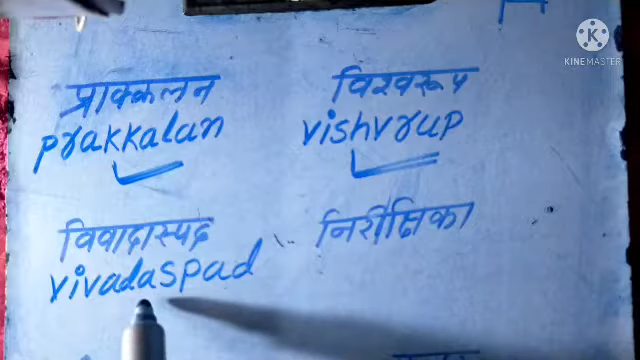 प्राक्कलन
prakkalan
विश्वरूप
vishvrup
विवादास्पद
vivadaspad
निरीक्षिका
KINEMASTER